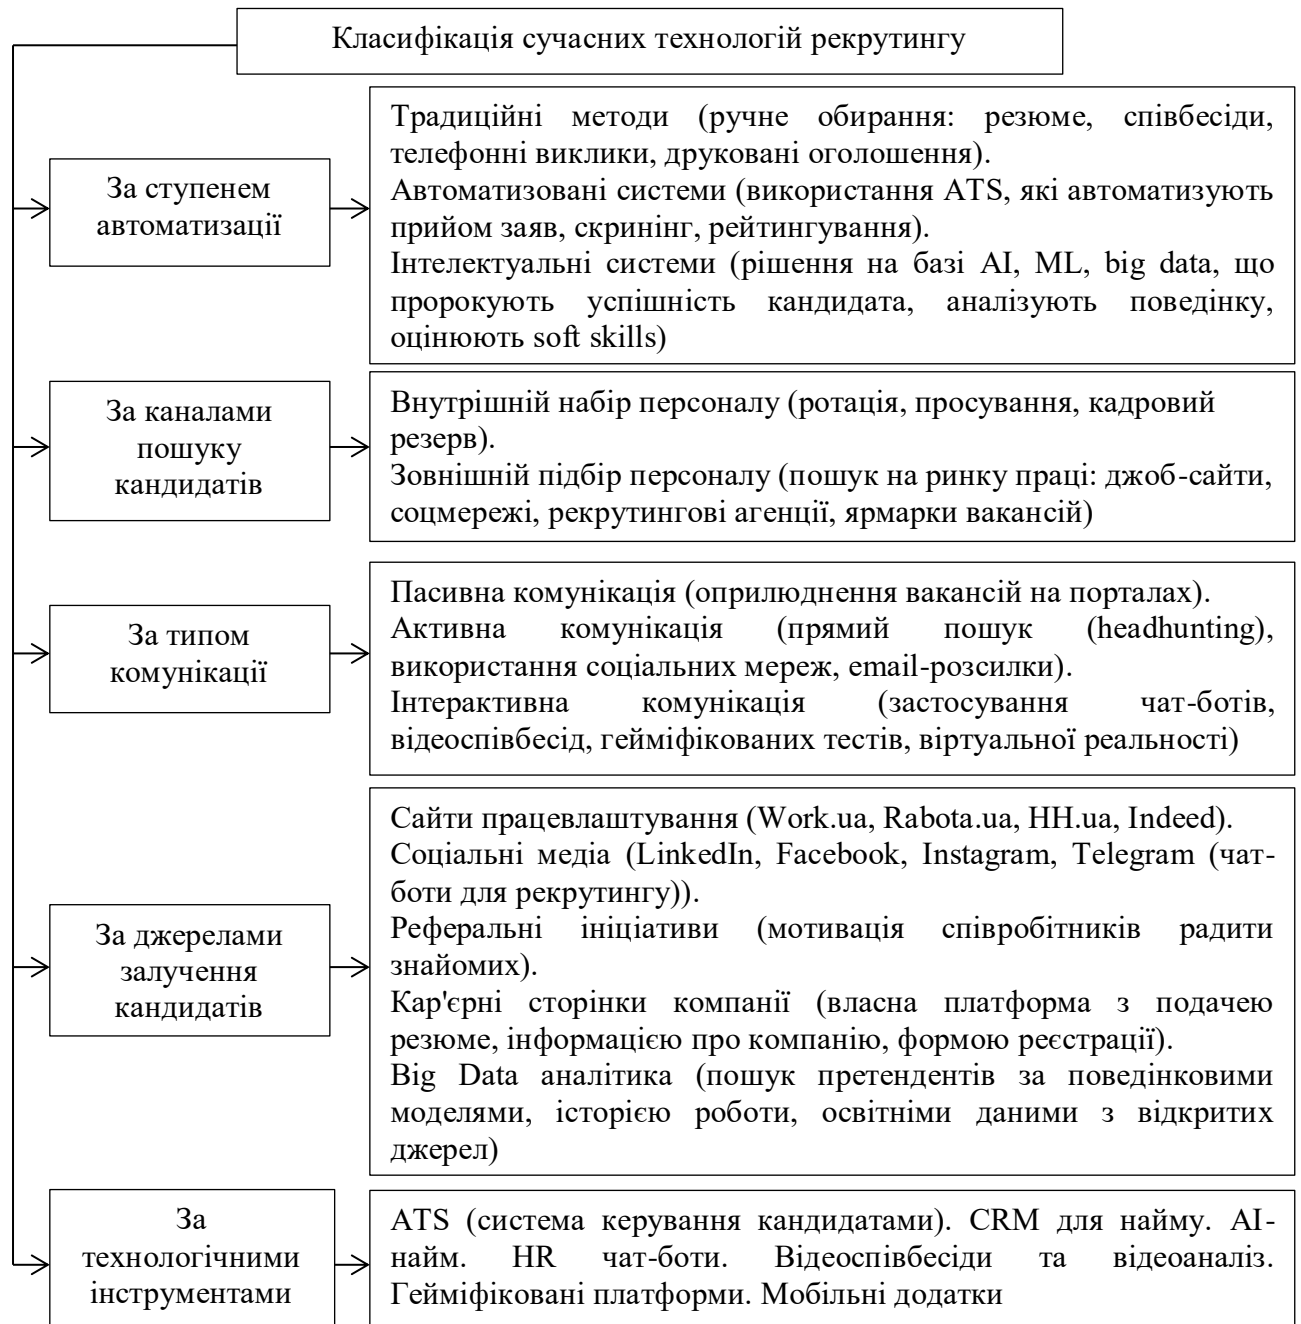 Класифікація сучасних технологій рекрутингу
За ступенем
автоматизації
Традиційні методи (ручне обирання: резюме, співбесіди,
телефонні виклики, друковані оголошення).
Автоматизовані системи (використання ATS, які автоматизують
прийом заяв, скринінг, рейтингування).
Інтелектуальні системи (рішення на базі AI, ML, big data, що
пророкують успішність кандидата, аналізують поведінку,
оцінюють soft skills)
За каналами
пошуку
кандидатів
Внутрішній набір персоналу (ротація, просування, кадровий
резерв).
Зовнішній підбір персоналу (пошук на ринку праці: джоб-сайти,
соцмережі, рекрутингові агенції, ярмарки вакансій)
За типом
комунікації
Пасивна комунікація (оприлюднення вакансій на порталах).
Активна комунікація (прямий пошук (headhunting),
використання соціальних мереж, email-розсилки).
Інтерактивна комунікація (застосування чат-ботів,
відеоспівбесід, гейміфікованих тестів, віртуальної реальності)
За джерелами
залучення
кандидатів
Сайти працевлаштування (Work.ua, Rabota.ua, HH.ua, Indeed).
Соціальні медіа (LinkedIn, Facebook, Instagram, Telegram (чат-
боти для рекрутингу)).
Реферальні ініціативи (мотивація співробітників радити
знайомих).
Кар'єрні сторінки компанії (власна платформа з подачею
резюме, інформацією про компанію, формою реєстрації).
Big Data аналітика (пошук претендентів за поведінковими
моделями, історією роботи, освітніми даними з відкритих
джерел)
За
технологічними
інструментами
ATS (система керування кандидатами). CRM для найму. AI-
найм. HR чат-боти. Відеоспівбесіди та відеоаналіз.
Гейміфіковані платформи. Мобільні додатки